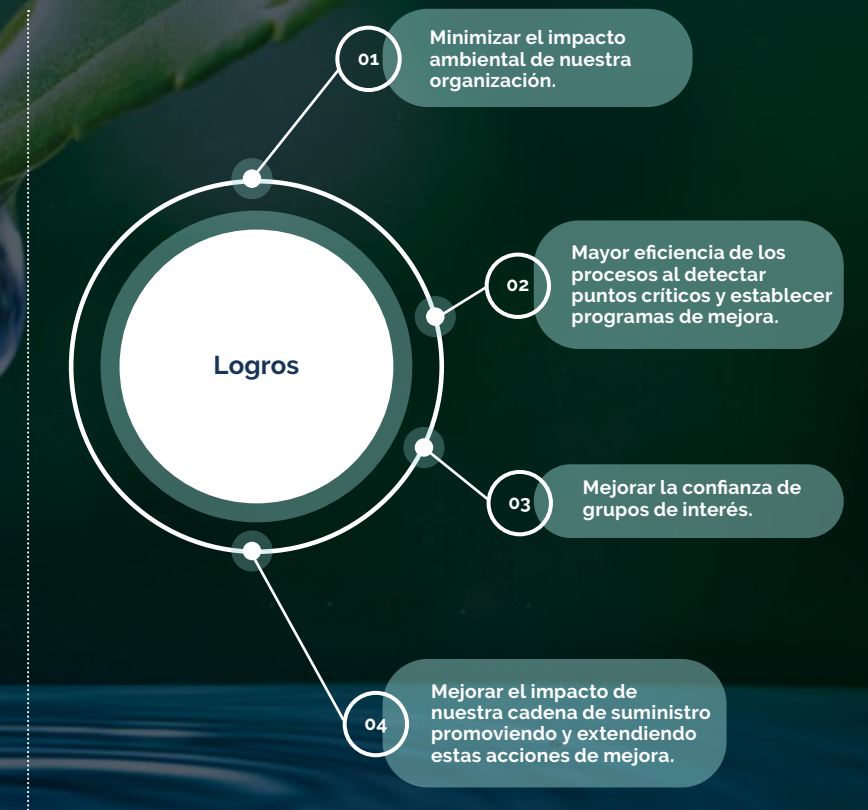 01
Minimizar el impacto
ambiental de nuestra
organización.
02
Mayor eficiencia de los
procesos al detectar
puntos críticos y establecer
programas de mejora.
Logros
03
Mejorar la confianza de
grupos de interés.
04
Mejorar el impacto de
nuestra cadena de suministro
promoviendo y extendiendo
estas acciones de mejora.